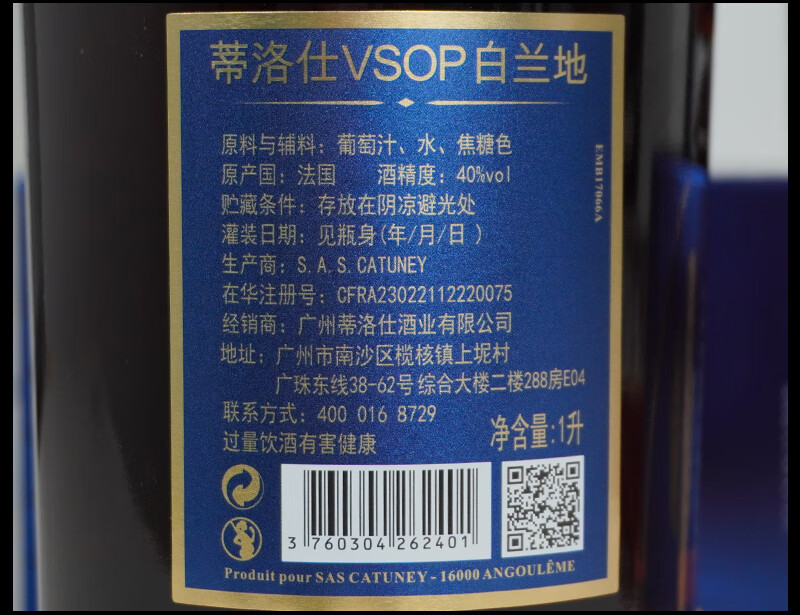 蒂洛仕VSOP白兰地
原料与辅料：葡萄汁、水、焦糖色
原产国：法国 酒精度：40%vol
贮藏条件：存放在阴凉避光处
灌装日期：见瓶身(年/月/日 )
生产商：S.A.S.CATUNEY
在华注册号：CFRA23022112220075
经销商：广州蒂洛仕酒业有限公司
地址：广州市南沙区榄核镇上坭村
广珠东线38-62号 综合大楼二楼288房E04
联系方式：400 016 8729
过量饮酒有害健康
净含量:1升
EMB17066A
3 760304 262401
Produit pour SAS CATUNEY - 16000 ANGOULÊME